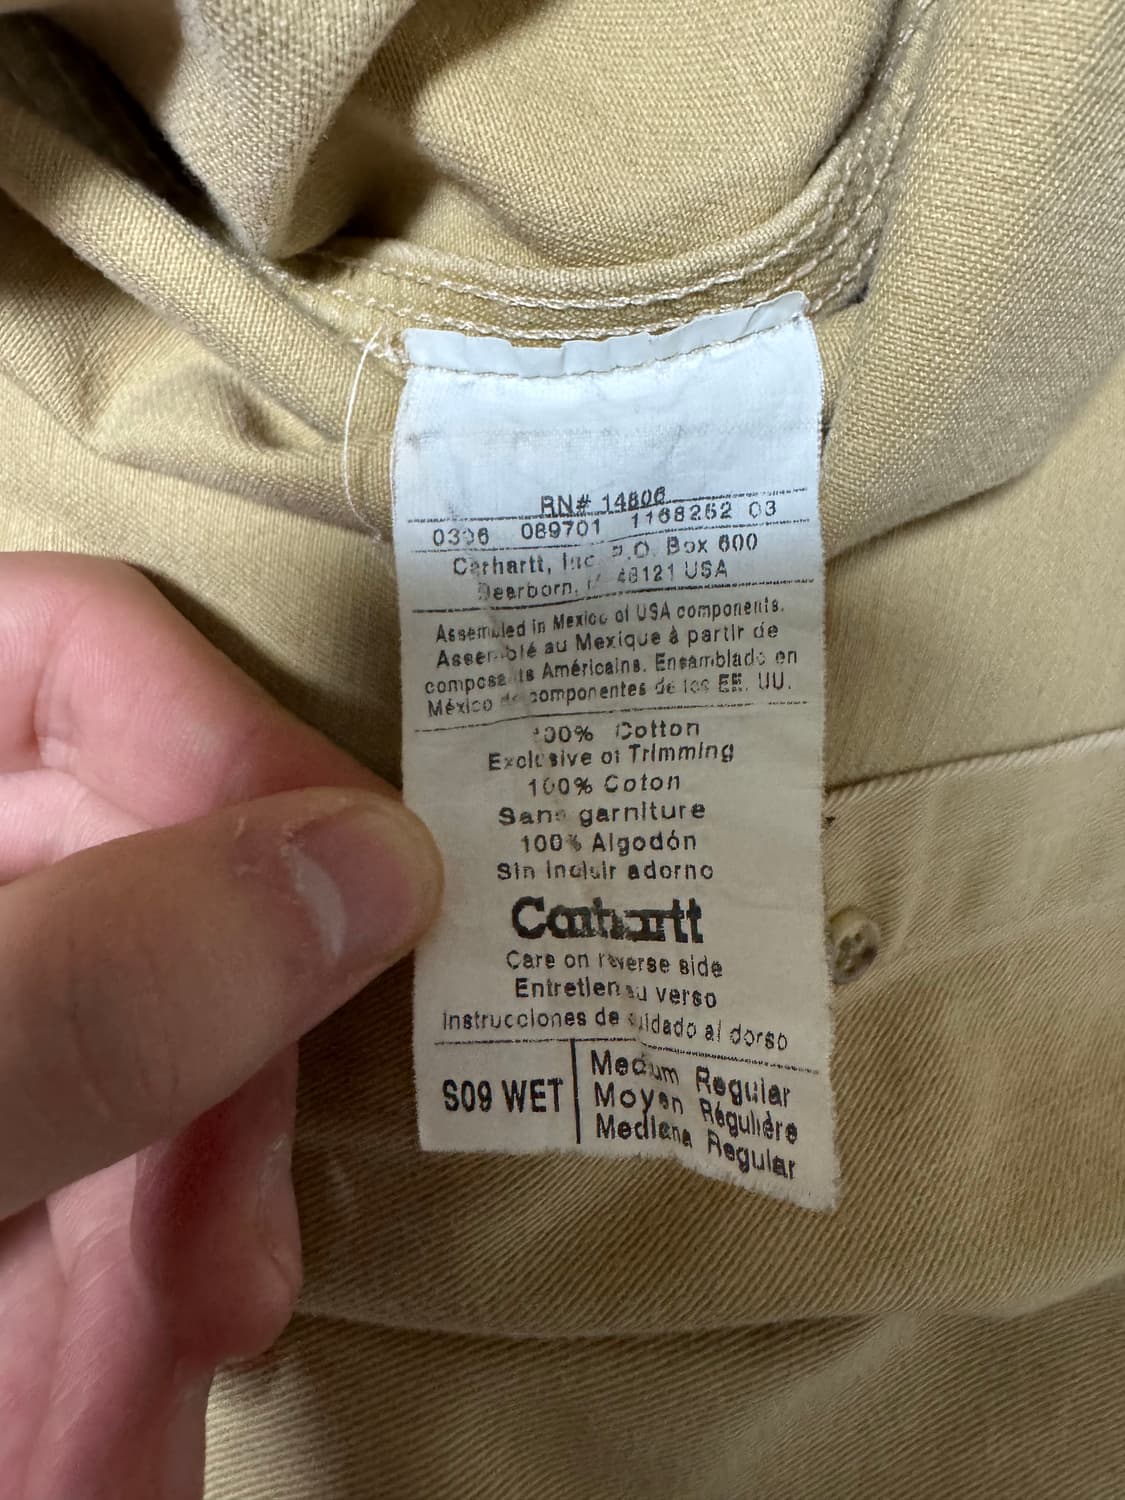 RN# 14806
0306 089701 1168252 03
Carhartt, Inc. P.O. Box 600
Dearborn, 48121 USA
Assembled in Mexico of USA components.
Assemblé au Mexique à partir de
composants Américains. Ensamblado en
México de componentes de los EE. UU.
100% Cotton
Exclusive of Trimming
100% Coton
Sans garniture
100% Algodón
Sin incluir adorno
Carhartt
Care on reverse side
Entretien au verso
Instrucciones de cuidado al dorso
S09 WET
Medium Regular
Moyen Régulière
Mediana Regular